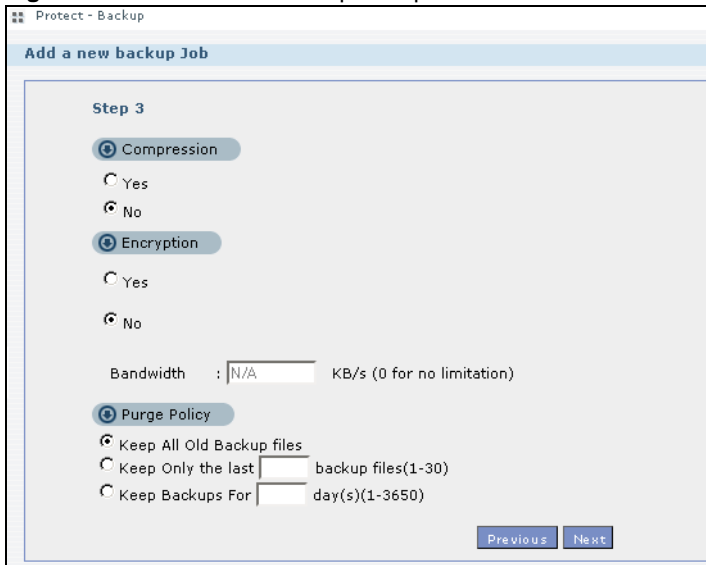 Protect - Backup
Add a new backup Job
Step 3
Compression
Yes
No
Encryption
Yes
No
Bandwidth : N/A KB/s (0 for no limitation)
Purge Policy
Keep All Old Backup files
Keep Only the last backup files(1-30)
Keep Backups For day(s)(1-3650)
Previous Next